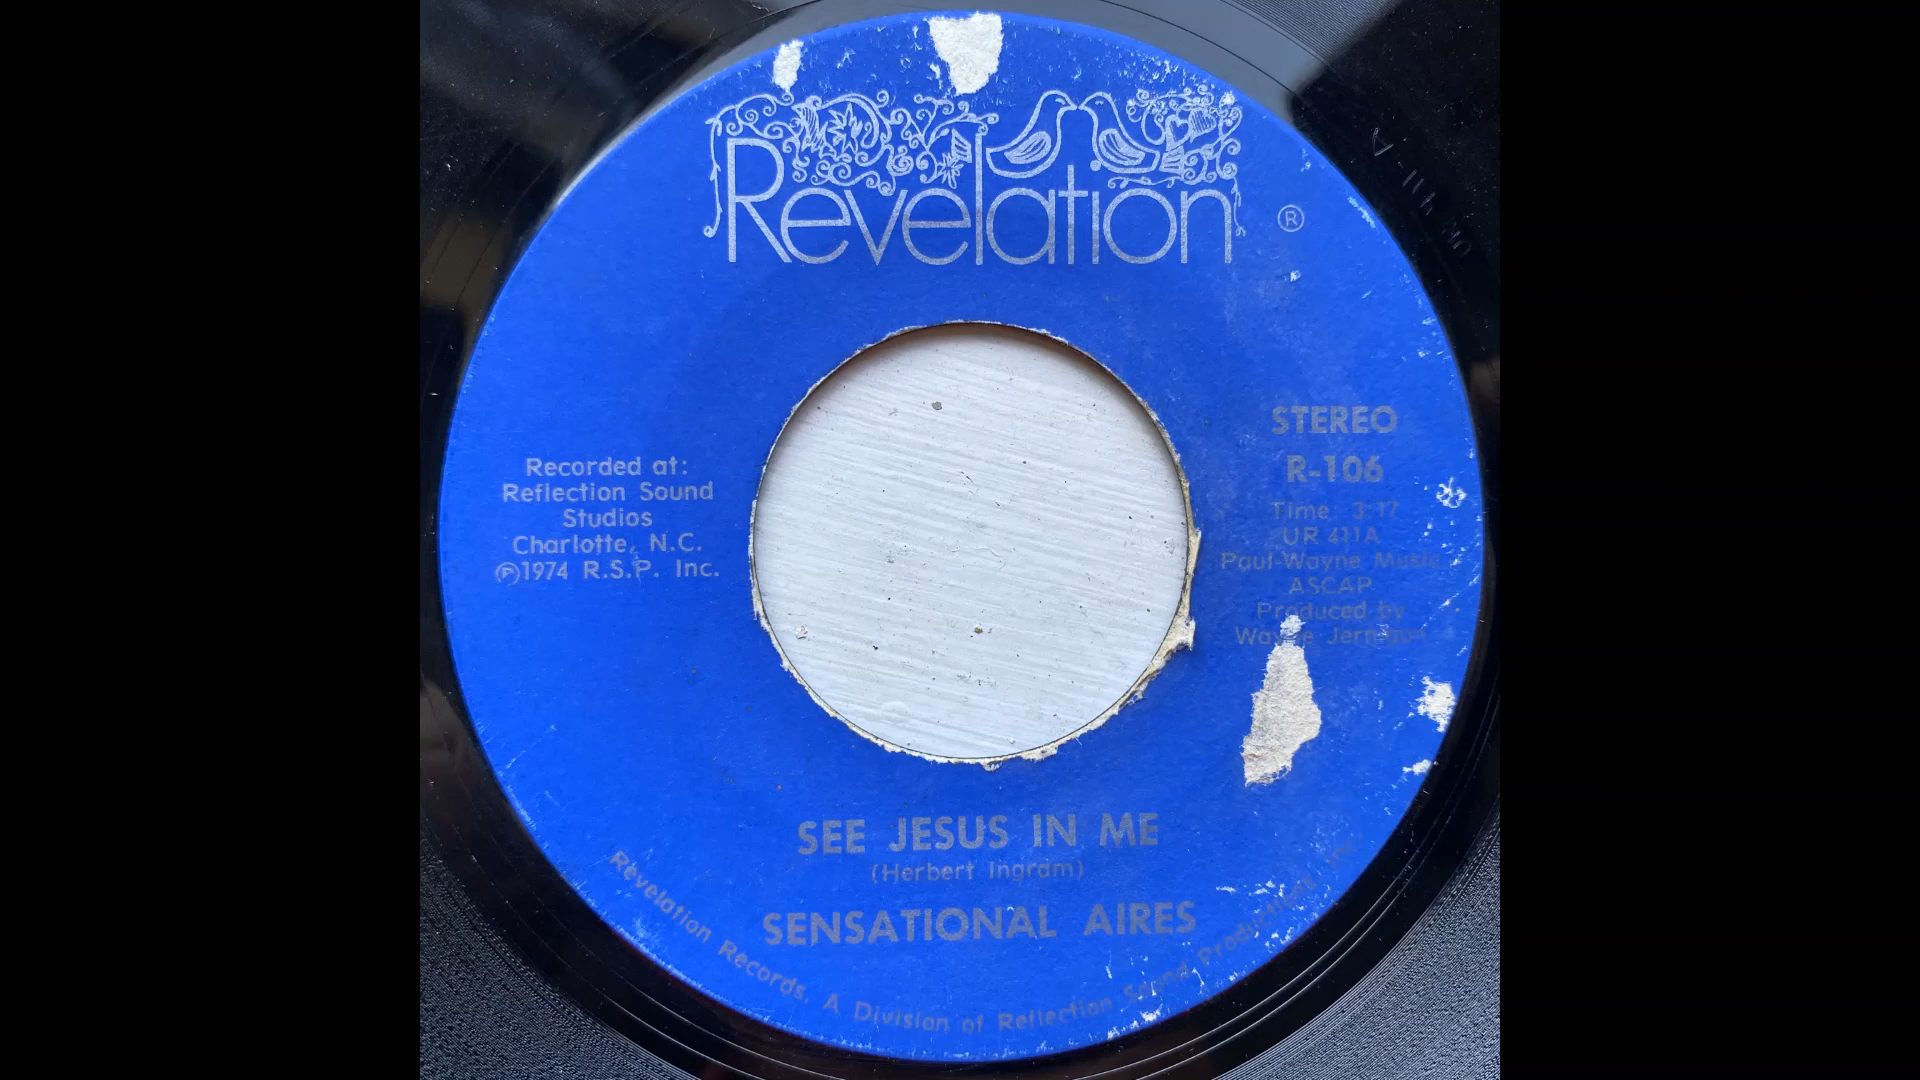 Revelation ®
Recorded at:
Reflection Sound
Studios
Charlotte, N.C.
℗1974 R.S.P. Inc.
STEREO
R-106
Time: 3:17
UR 411A
Paul-Wayne Music
ASCAP
Produced by
Wayne Jernigan
SEE JESUS IN ME
(Herbert Ingram)
SENSATIONAL AIRES
Revelation Records, A Division of Reflection Sound Productions, Inc.